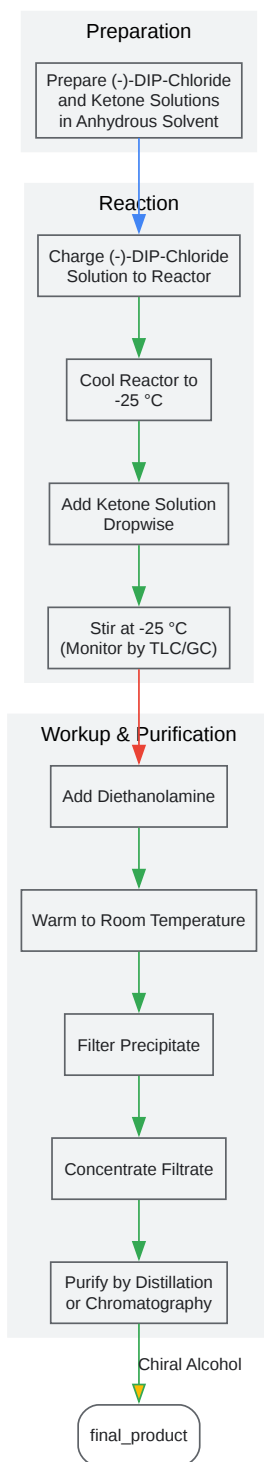 Preparation
Prepare (-)-DIP-Chloride
and Ketone Solutions
in Anhydrous Solvent
Reaction
Charge (-)-DIP-Chloride
Solution to Reactor
Cool Reactor to
-25 °C
Add Ketone Solution
Dropwise
Stir at -25 °C
(Monitor by TLC/GC)
Workup & Purification
Add Diethanolamine
Warm to Room Temperature
Filter Precipitate
Concentrate Filtrate
Purify by Distillation
or Chromatography
Chiral Alcohol
final_product